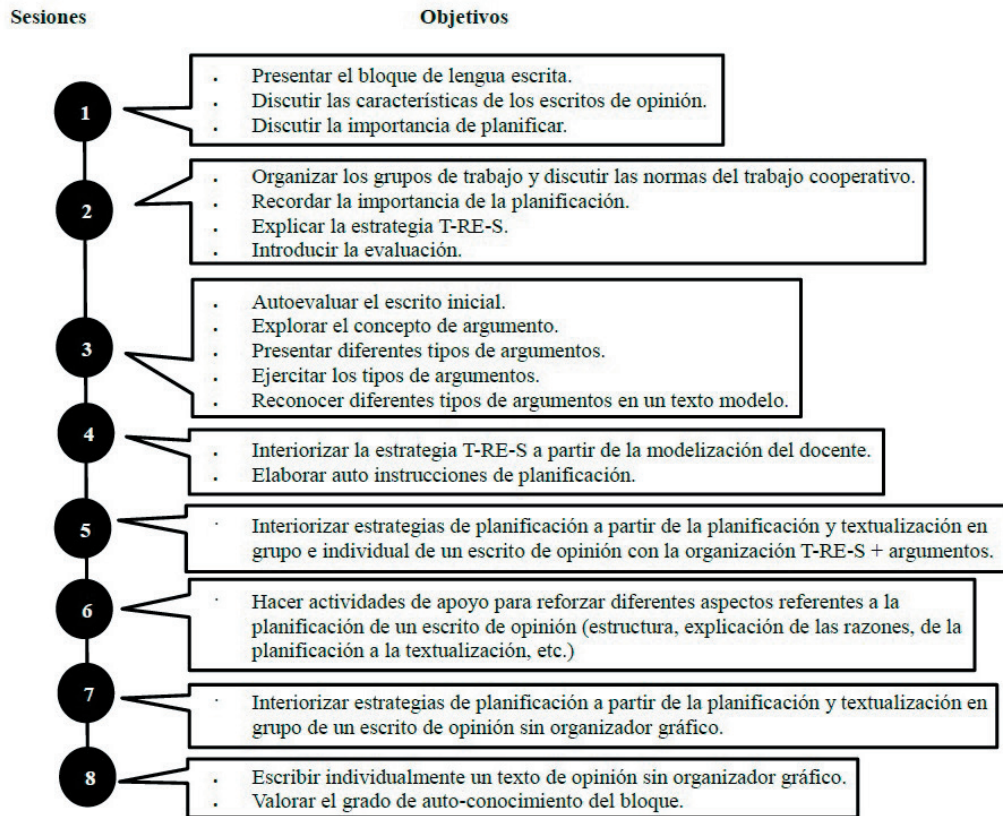 Sesiones Objetivos
1
· Presentar el bloque de lengua escrita.
· Discutir las características de los escritos de opinión.
· Discutir la importancia de planificar.
2
· Organizar los grupos de trabajo y discutir las normas del trabajo cooperativo.
· Recordar la importancia de la planificación.
· Explicar la estrategia T-RE-S.
· Introducir la evaluación.
3
· Autoevaluar el escrito inicial.
· Explorar el concepto de argumento.
· Presentar diferentes tipos de argumentos.
· Ejercitar los tipos de argumentos.
· Reconocer diferentes tipos de argumentos en un texto modelo.
4
· Interiorizar la estrategia T-RE-S a partir de la modelización del docente.
· Elaborar auto instrucciones de planificación.
5
· Interiorizar estrategias de planificación a partir de la planificación y textualización en
grupo e individual de un escrito de opinión con la organización T-RE-S + argumentos.
6
· Hacer actividades de apoyo para reforzar diferentes aspectos referentes a la
planificación de un escrito de opinión (estructura, explicación de las razones, de la
planificación a la textualización, etc.)
7
· Interiorizar estrategias de planificación a partir de la planificación y textualización en
grupo de un escrito de opinión sin organizador gráfico.
8
· Escribir individualmente un texto de opinión sin organizador gráfico.
· Valorar el grado de auto-conocimiento del bloque.